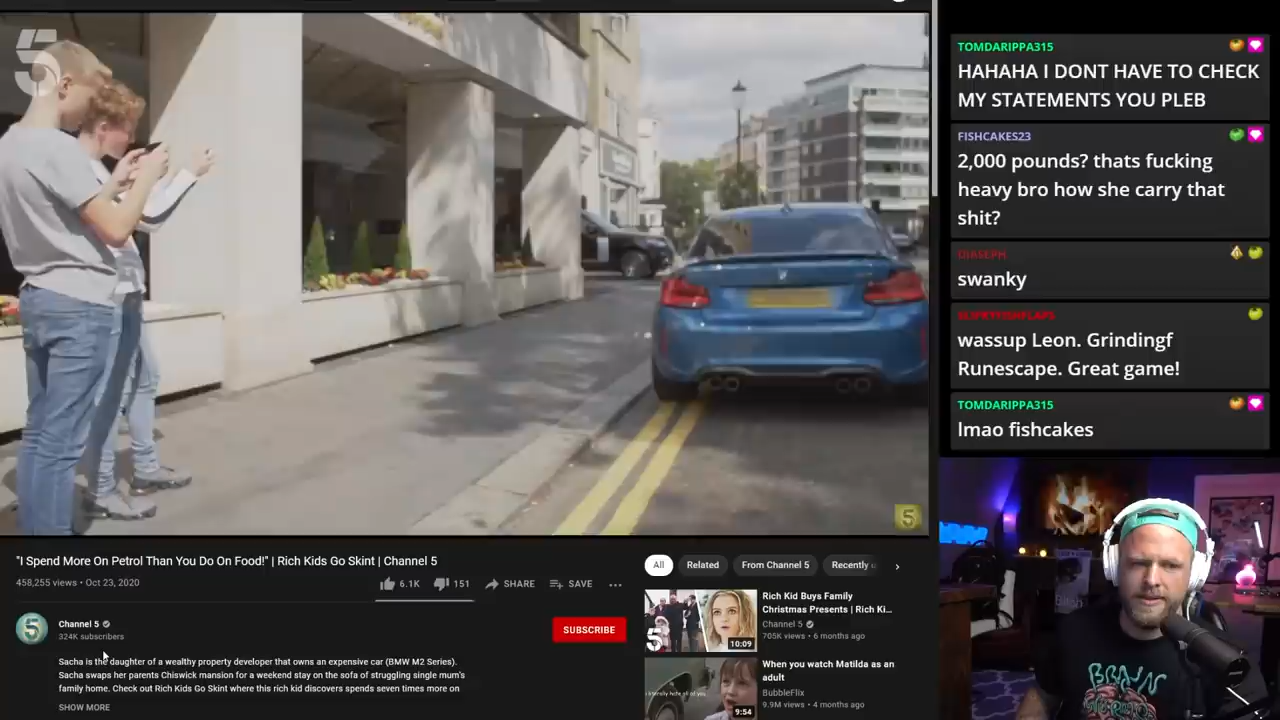 5
5
"I Spend More On Petrol Than You Do On Food!" | Rich Kids Go Skint | Channel 5
458,255 views • Oct 23, 2020
6.1K
151
SHARE
SAVE
Channel 5
324K subscribers
SUBSCRIBE
Sacha is the daughter of a wealthy property developer that owns an expensive car (BMW M2 Series).
Sacha swaps her parents Chiswick mansion for a weekend stay on the sofa of struggling single mum's
family home. Check out Rich Kids Go Skint where this rich kid discovers spends seven times more on
SHOW MORE
All
Related
From Channel 5
Recently u
Rich Kid Buys Family
Christmas Presents | Rich Ki...
Channel 5
705K views • 6 months ago
5
10:09
When you watch Matilda as an
adult
BubbleFlix
9.9M views • 4 months ago
9:54
TOMDARIPPA315
HAHAHA I DONT HAVE TO CHECK
MY STATEMENTS YOU PLEB
FISHCAKES23
2,000 pounds? thats fucking
heavy bro how she carry that
shit?
swanky
wassup Leon. Grindingf
Runescape. Great game!
TOMDARIPPA315
lmao fishcakes
BRAIN